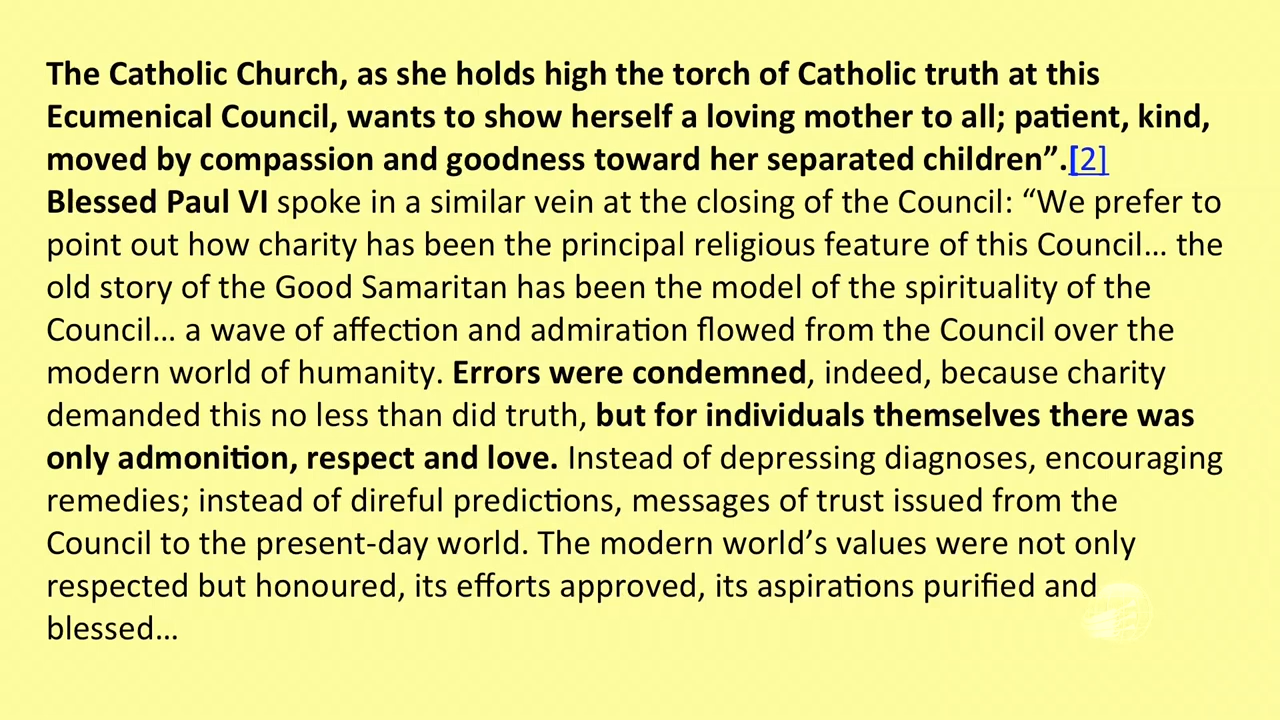 The Catholic Church, as she holds high the torch of Catholic truth at this
Ecumenical Council, wants to show herself a loving mother to all; patient, kind,
moved by compassion and goodness toward her separated children”.[2]
Blessed Paul VI spoke in a similar vein at the closing of the Council: “We prefer to
point out how charity has been the principal religious feature of this Council… the
old story of the Good Samaritan has been the model of the spirituality of the
Council… a wave of affection and admiration flowed from the Council over the
modern world of humanity. Errors were condemned, indeed, because charity
demanded this no less than did truth, but for individuals themselves there was
only admonition, respect and love. Instead of depressing diagnoses, encouraging
remedies; instead of direful predictions, messages of trust issued from the
Council to the present-day world. The modern world’s values were not only
respected but honoured, its efforts approved, its aspirations purified and
blessed…